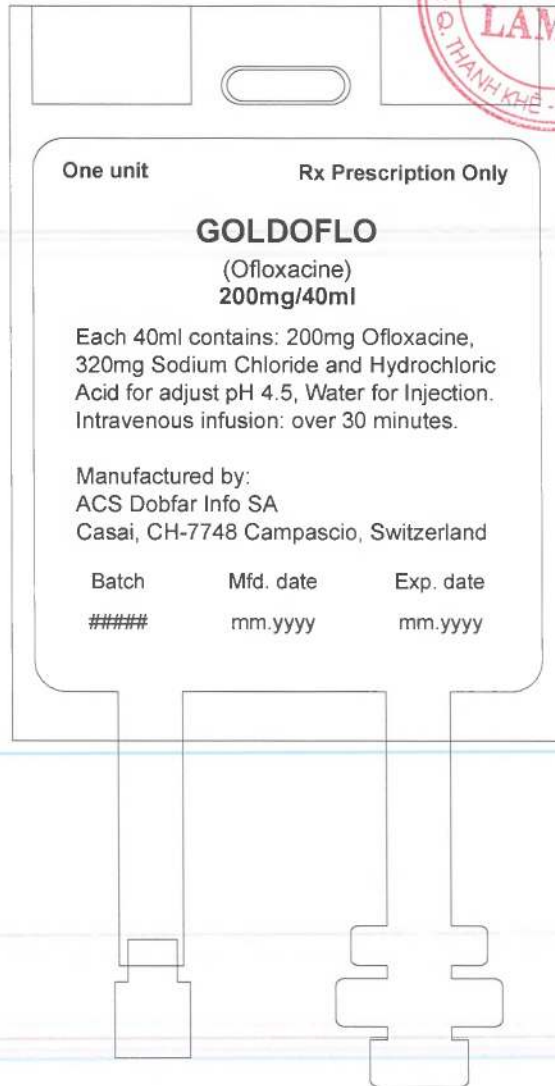 LAM
Q. THANH KHÊ -
One unit Rx Prescription Only
GOLDOFLO
(Ofloxacine)
200mg/40ml
Each 40ml contains: 200mg Ofloxacine,
320mg Sodium Chloride and Hydrochloric
Acid for adjust pH 4.5, Water for Injection.
Intravenous infusion: over 30 minutes.
Manufactured by:
ACS Dobfar Info SA
Casai, CH-7748 Campascio, Switzerland
Batch Mfd. date Exp. date
##### mm.yyyy mm.yyyy